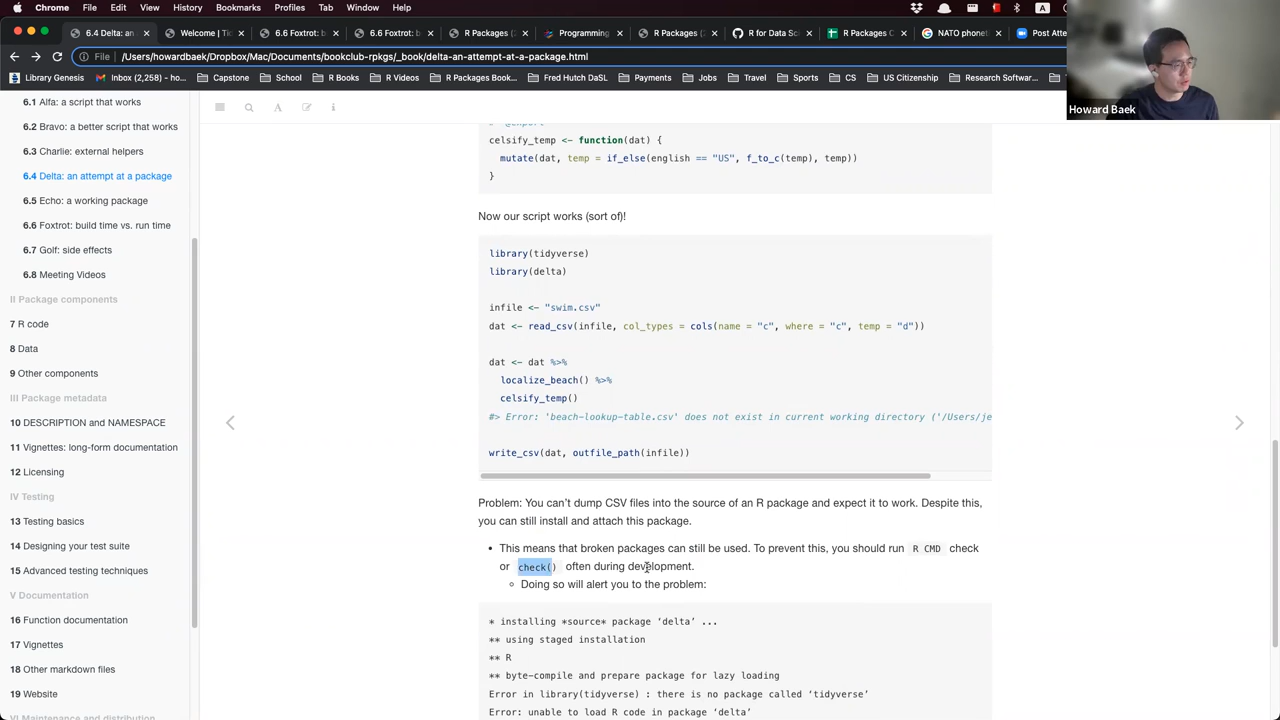 Chrome File Edit View History Bookmarks Profiles Tab Window Help
6.4 Delta: an Welcome | Ti 6.6 Foxtrot: b 6.6 Foxtrot: b R Packages (2 Programming R Packages (2 R for Data Sc R Packages C NATO phoneti Post Atte
File /Users/howardbaek/Dropbox/Mac/Documents/bookclub-rpkgs/_book/delta-an-attempt-at-a-package.html
Library Genesis Inbox (2,258) - ho... Capstone School R Books R Videos R Packages Book... Fred Hutch DaSL Payments Jobs Travel Sports CS US Citizenship Research Softwar...
Howard Baek
6.1 Alfa: a script that works
6.2 Bravo: a better script that works
6.3 Charlie: external helpers
6.4 Delta: an attempt at a package
6.5 Echo: a working package
6.6 Foxtrot: build time vs. run time
6.7 Golf: side effects
6.8 Meeting Videos
II Package components
7 R code
8 Data
9 Other components
III Package metadata
10 DESCRIPTION and NAMESPACE
11 Vignettes: long-form documentation
12 Licensing
IV Testing
13 Testing basics
14 Designing your test suite
15 Advanced testing techniques
V Documentation
16 Function documentation
17 Vignettes
18 Other markdown files
19 Website
VI Maintenance and distribution
celsify_temp <- function(dat) {
mutate(dat, temp = if_else(english == "US", f_to_c(temp), temp))
}
Now our script works (sort of)!
library(tidyverse)
library(delta)
infile <- "swim.csv"
dat <- read_csv(infile, col_types = cols(name = "c", where = "c", temp = "d"))
dat <- dat %>%
localize_beach() %>%
celsify_temp()
#> Error: 'beach-lookup-table.csv' does not exist in current working directory ('/Users/je
write_csv(dat, outfile_path(infile))
Problem: You can't dump CSV files into the source of an R package and expect it to work. Despite this,
you can still install and attach this package.
• This means that broken packages can still be used. To prevent this, you should run R CMD check
or check() often during development.
Doing so will alert you to the problem:
* installing *source* package ‘delta’ ...
** using staged installation
** R
** byte-compile and prepare package for lazy loading
Error in library(tidyverse) : there is no package called ‘tidyverse’
Error: unable to load R code in package ‘delta’